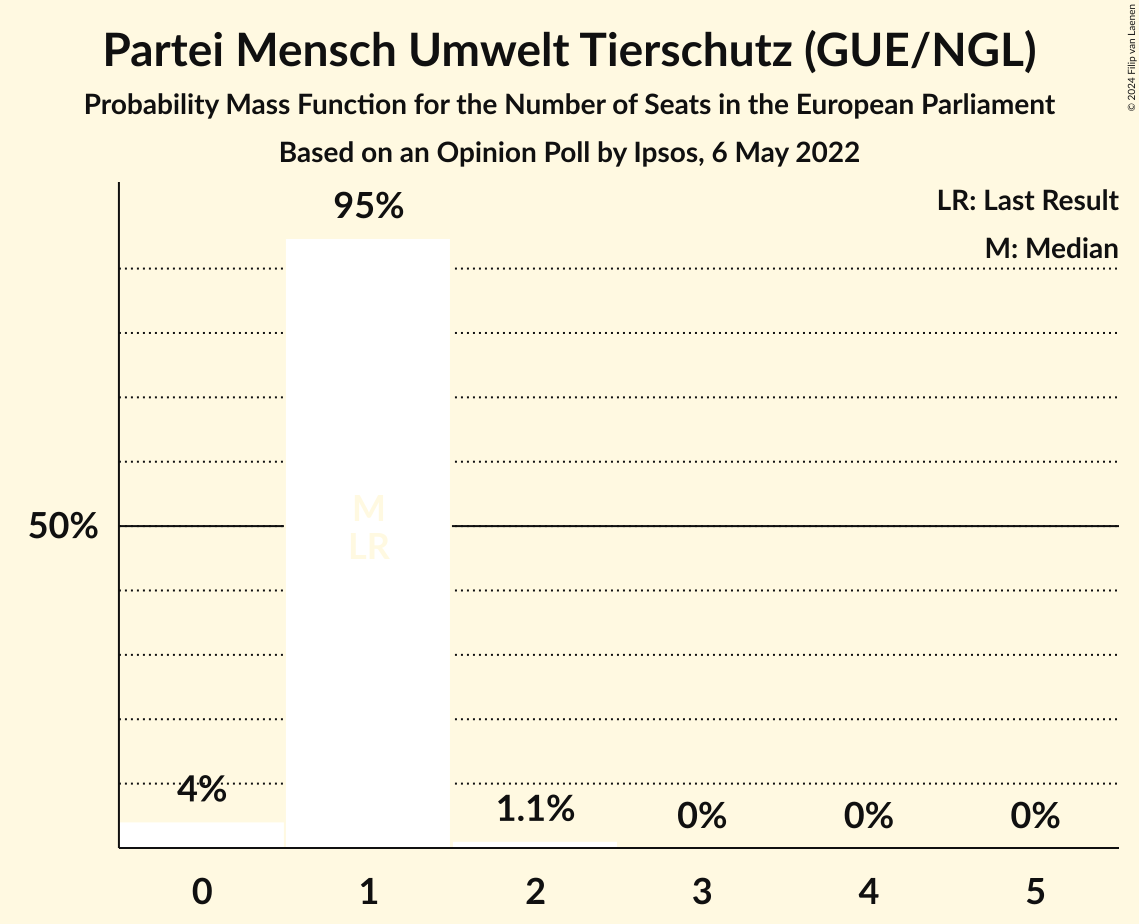 Partei Mensch Umwelt Tierschutz (GUE/NGL)
Probability Mass Function for the Number of Seats in the European Parliament
Based on an Opinion Poll by Ipsos, 6 May 2022
© 2024 Filip van Laenen
LR: Last Result
M: Median
95%
50%
M
LR
4%
1.1%
0%
0%
0%
0
1
2
3
4
5